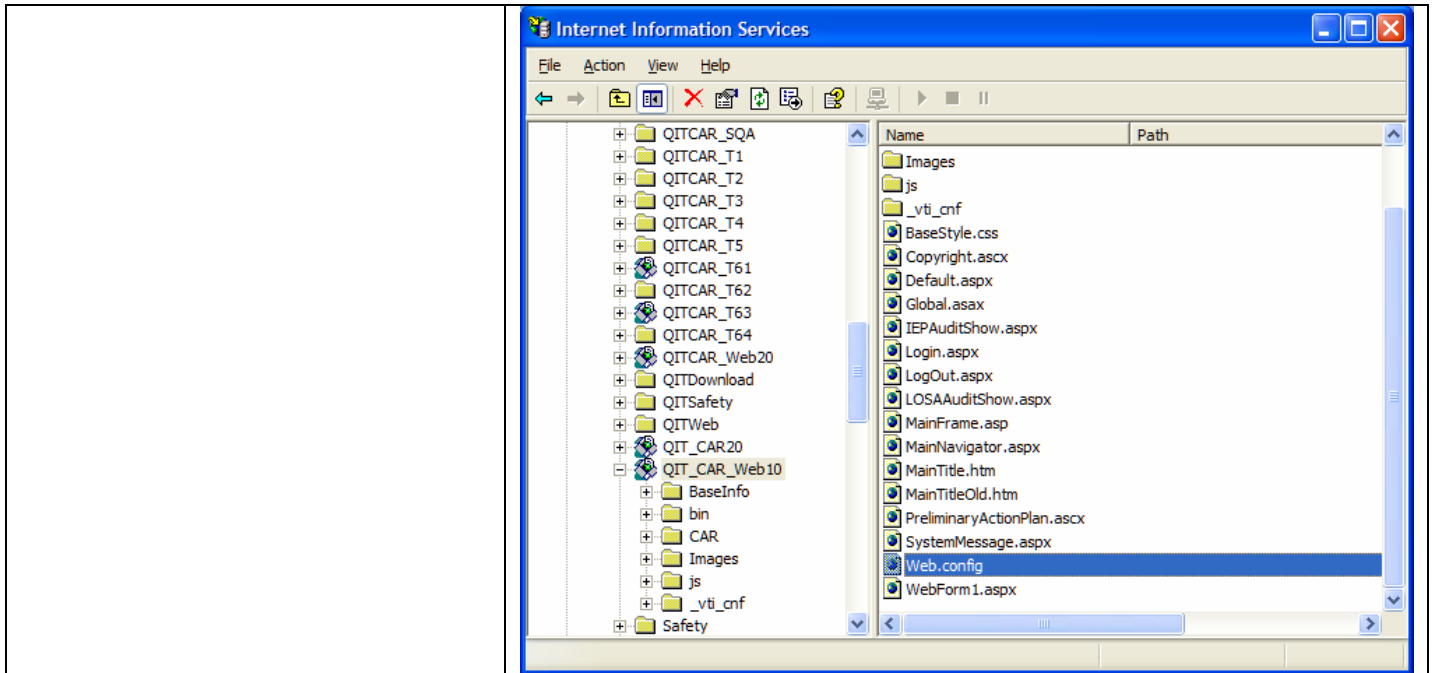 Internet Information Services
File Action View Help
QITCAR_SQA
QITCAR_T1
QITCAR_T2
QITCAR_T3
QITCAR_T4
QITCAR_T5
QITCAR_T61
QITCAR_T62
QITCAR_T63
QITCAR_T64
QITCAR_Web20
QITDownload
QITSafety
QITWeb
QIT_CAR20
QIT_CAR_Web10
BaseInfo
bin
CAR
Images
js
_vti_cnf
Safety
Name Path
Images
js
_vti_cnf
BaseStyle.css
Copyright.ascx
Default.aspx
Global.asax
IEPAuditShow.aspx
Login.aspx
LogOut.aspx
LOSAAuditShow.aspx
MainFrame.asp
MainNavigator.aspx
MainTitle.htm
MainTitleOld.htm
PreliminaryActionPlan.ascx
SystemMessage.aspx
Web.config
WebForm1.aspx